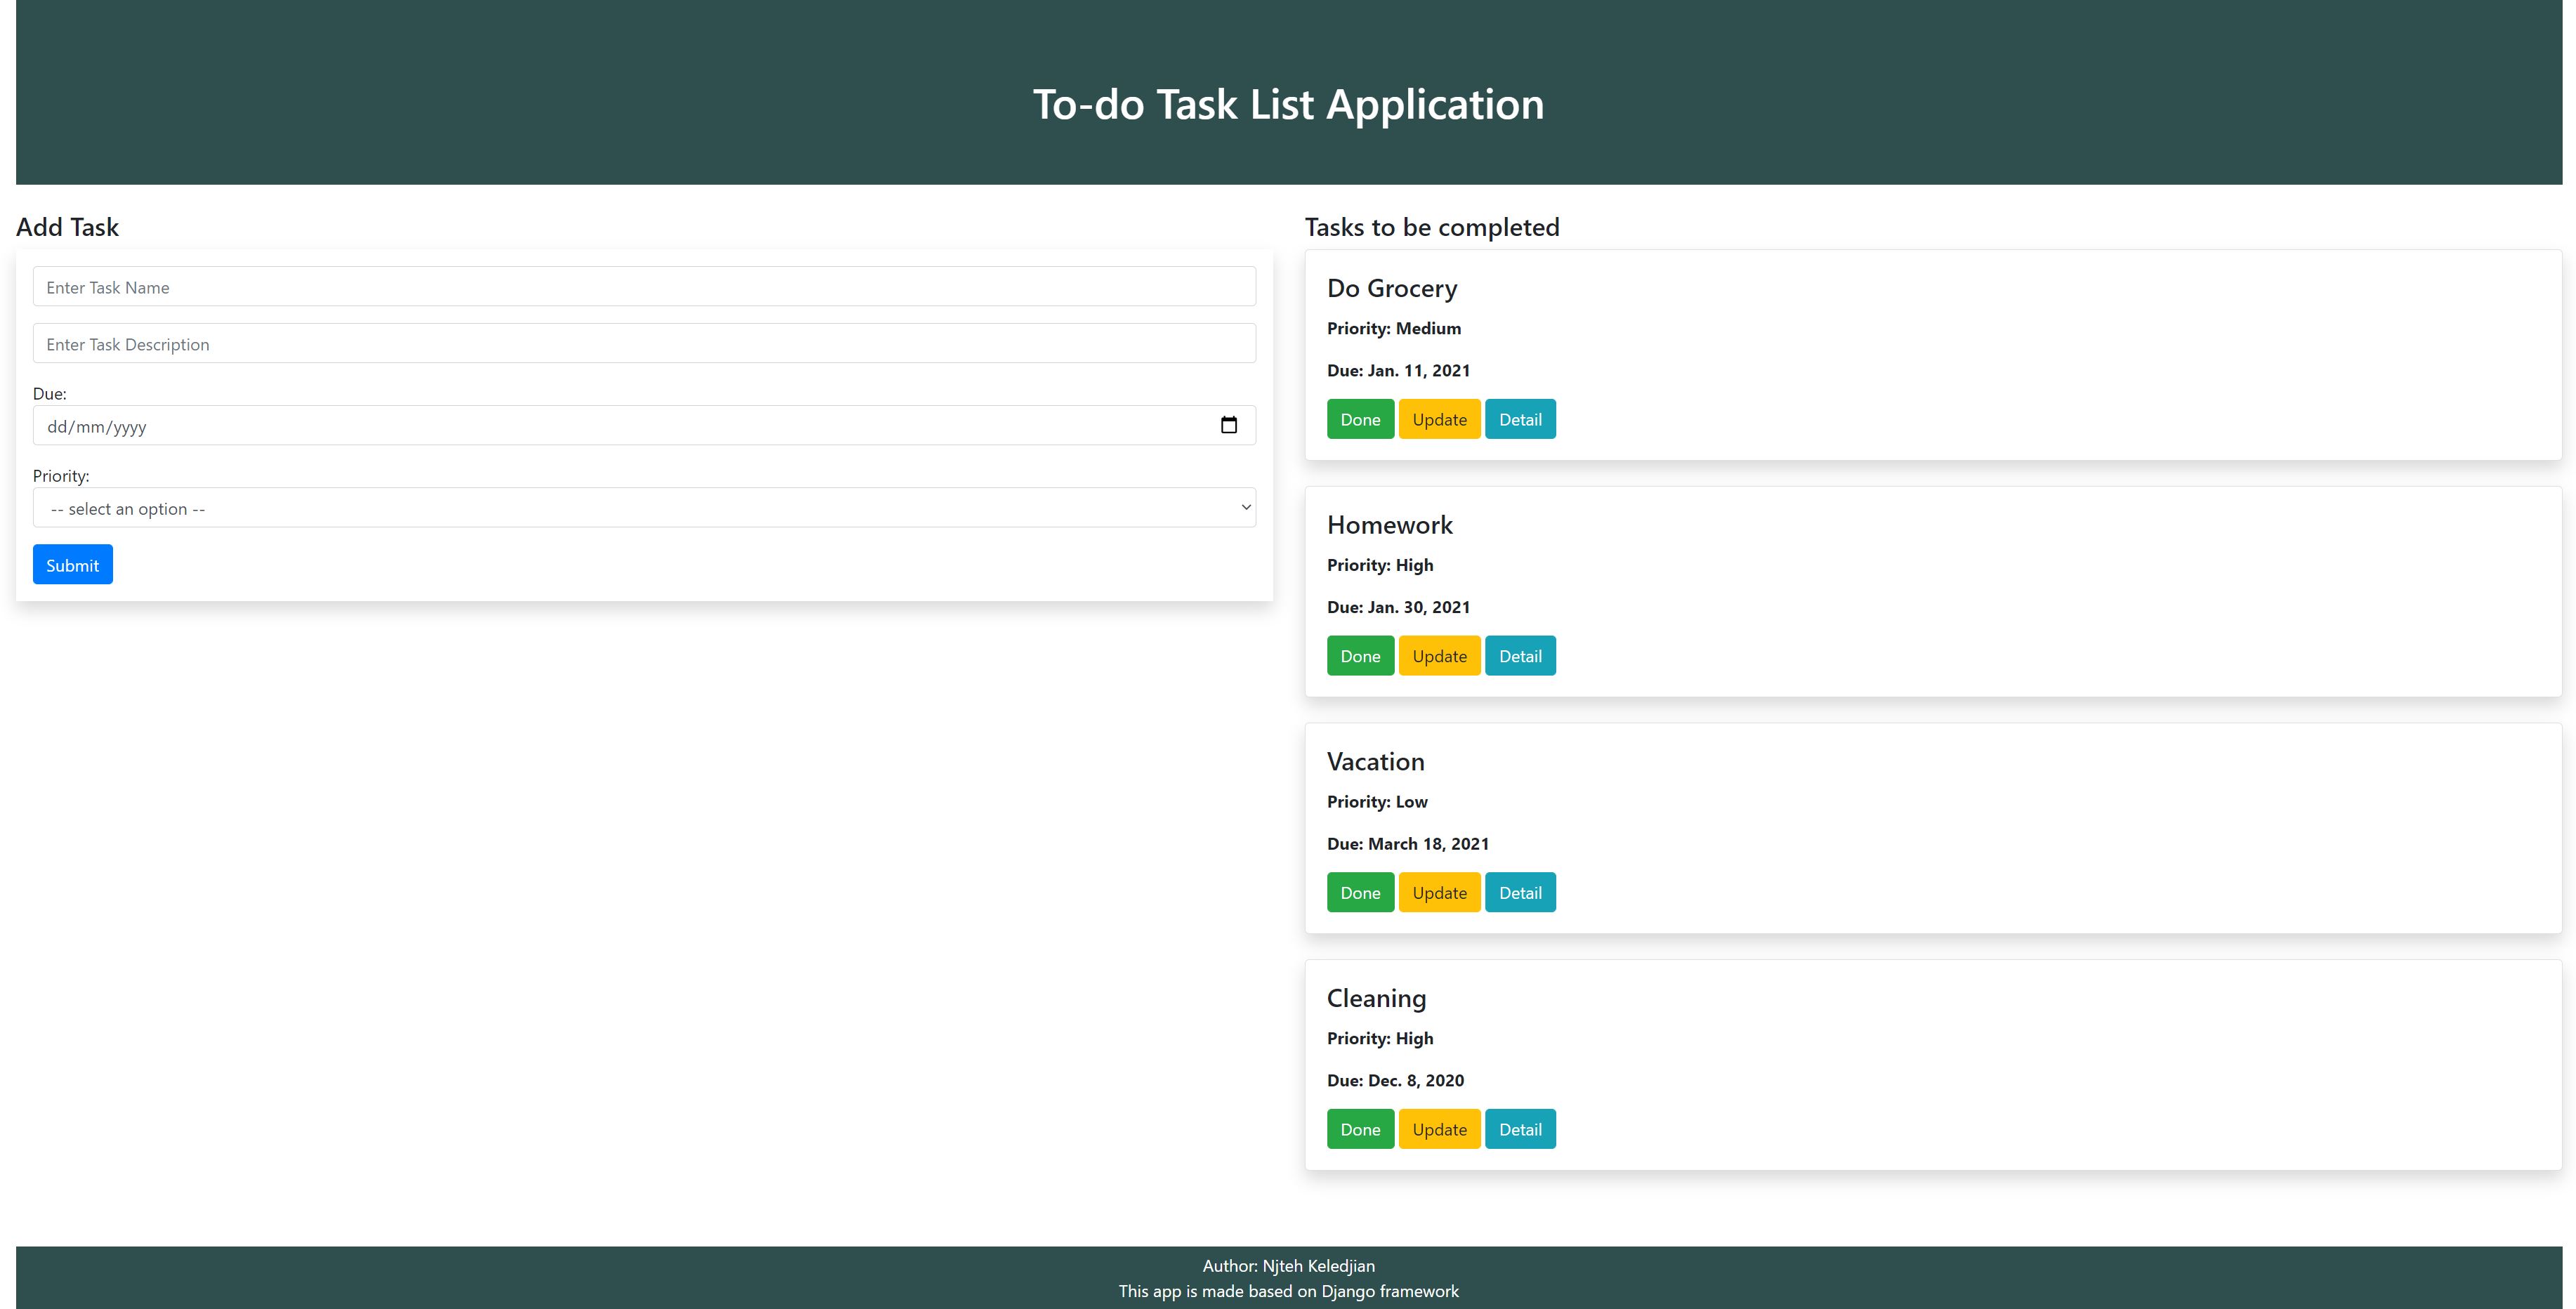 To-do Task List Application
Add Task
Enter Task Name
Enter Task Description
Due:
dd/mm/yyyy
Priority:
-- select an option --
Submit
Tasks to be completed
Do Grocery
Priority: Medium
Due: Jan. 11, 2021
Done Update Detail
Homework
Priority: High
Due: Jan. 30, 2021
Done Update Detail
Vacation
Priority: Low
Due: March 18, 2021
Done Update Detail
Cleaning
Priority: High
Due: Dec. 8, 2020
Done Update Detail
Author: Njteh Keledjian
This app is made based on Django framework